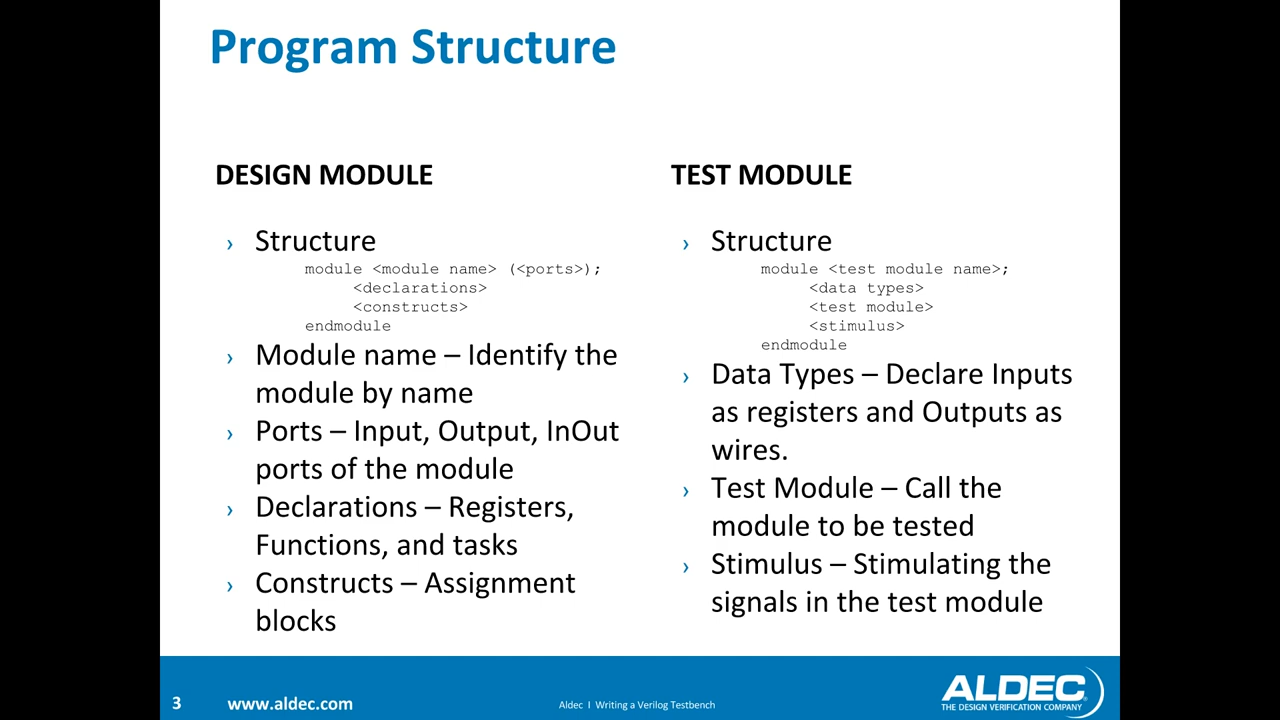 Program Structure
DESIGN MODULE
› Structure
module <module name> (<ports>);
<declarations>
<constructs>
endmodule
› Module name – Identify the
module by name
› Ports – Input, Output, InOut
ports of the module
› Declarations – Registers,
Functions, and tasks
› Constructs – Assignment
blocks
TEST MODULE
› Structure
module <test module name>;
<data types>
<test module>
<stimulus>
endmodule
› Data Types – Declare Inputs
as registers and Outputs as
wires.
› Test Module – Call the
module to be tested
› Stimulus – Stimulating the
signals in the test module
3
www.aldec.com
Aldec I Writing a Verilog Testbench
ALDEC
THE DESIGN VERIFICATION COMPANY